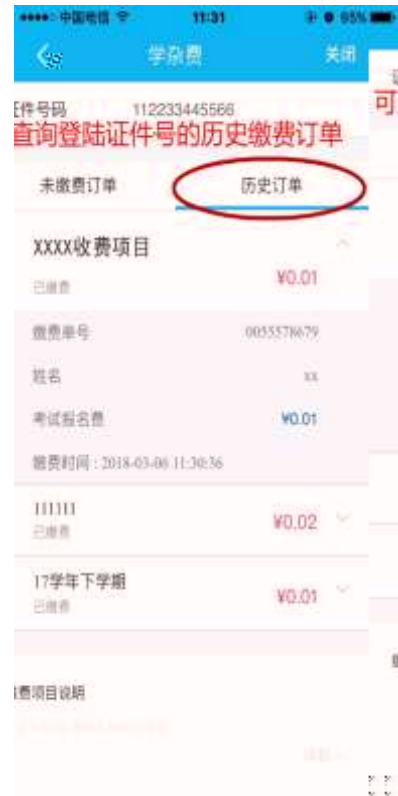 中国电信 11:31 95%
学杂费 关闭
证件号码 112233445566
查询登陆证件号的历史缴费订单
可
未缴费订单 历史订单
XXXX收费项目
已缴费 ¥0.01
缴费单号 0055578679
姓名 xx
考试报名费 ¥0.01
缴费时间：2018-03-06 11:30:36
111111
已缴费 ¥0.02
17学年下学期
已缴费 ¥0.01
缴费项目说明